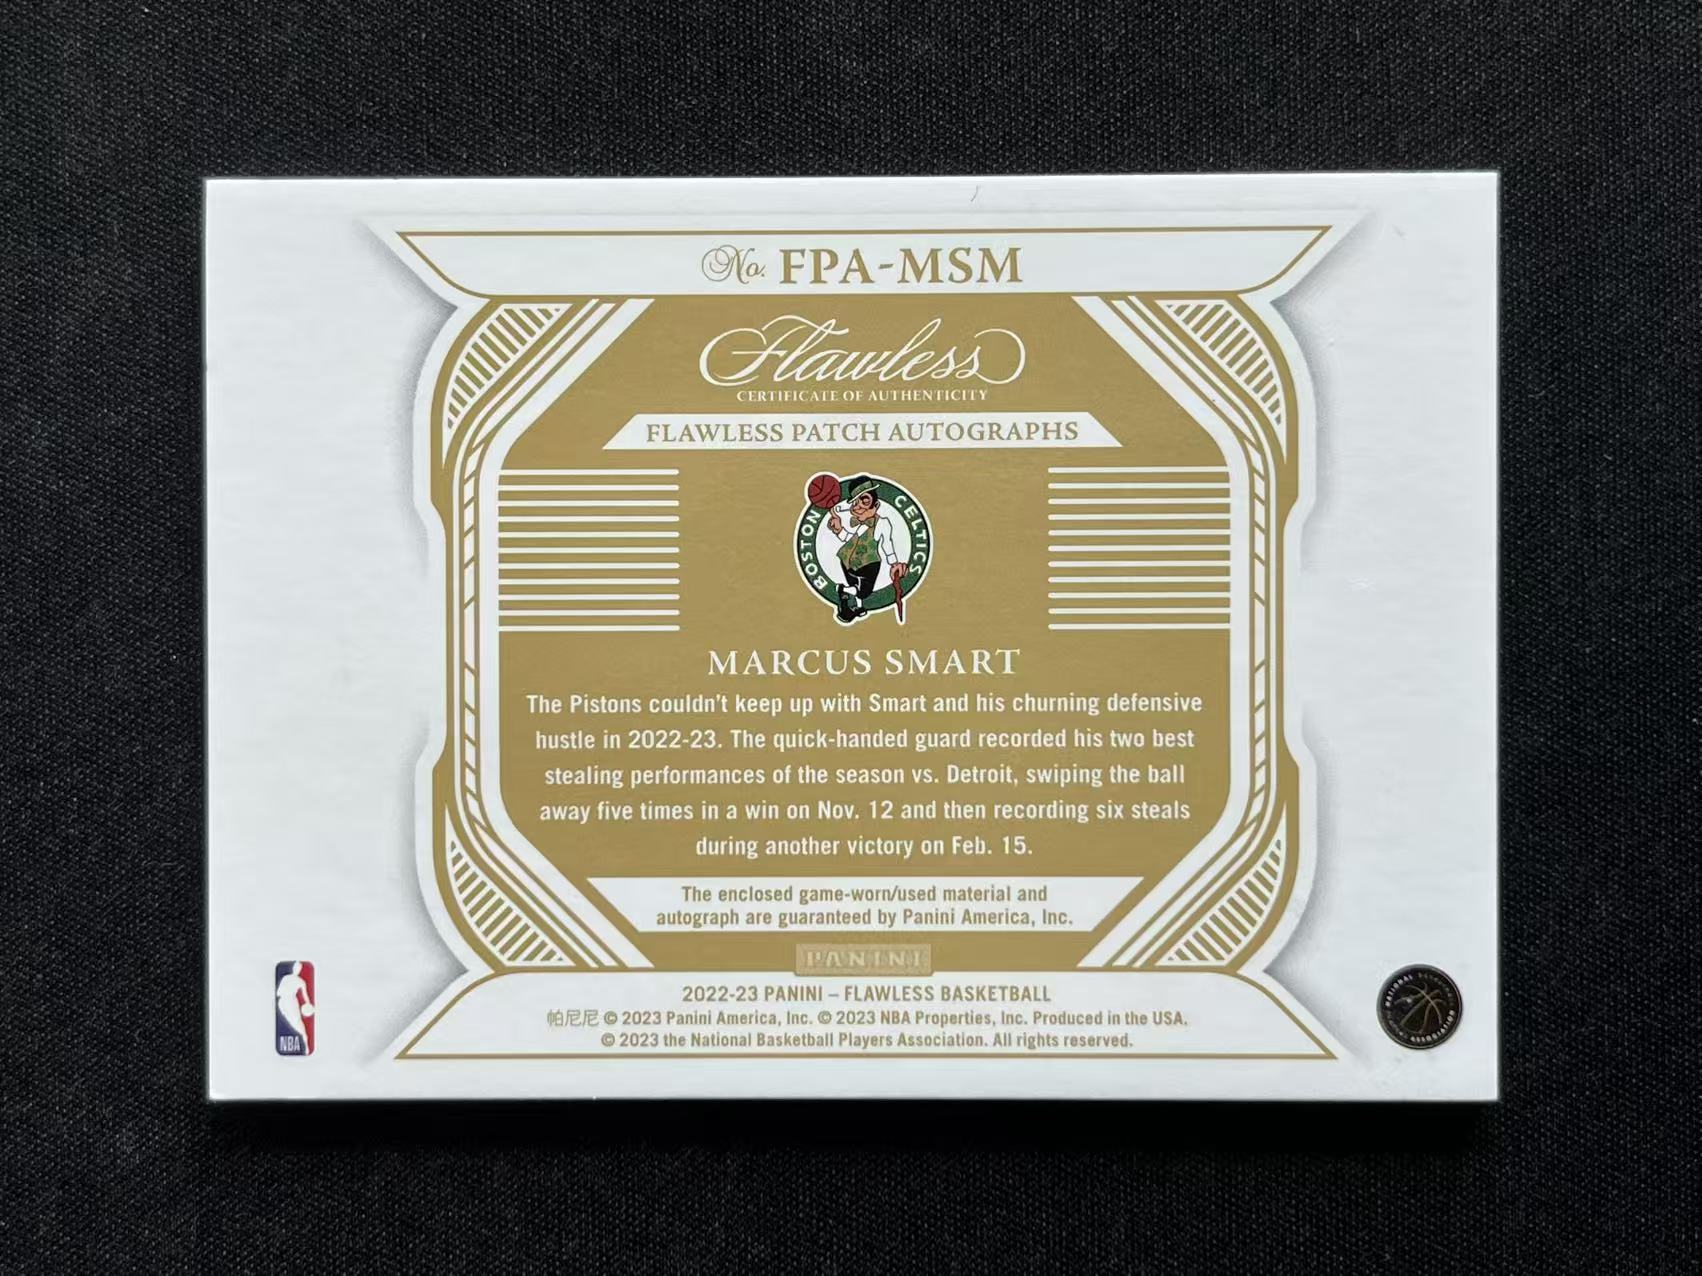 No. FPA-MSM
Flawless
CERTIFICATE OF AUTHENTICITY
FLAWLESS PATCH AUTOGRAPHS
BOSTON CELTICS
MARCUS SMART
The Pistons couldn't keep up with Smart and his churning defensive
hustle in 2022-23. The quick-handed guard recorded his two best
stealing performances of the season vs. Detroit, swiping the ball
away five times in a win on Nov. 12 and then recording six steals
during another victory on Feb. 15.
The enclosed game-worn/used material and
autograph are guaranteed by Panini America, Inc.
PANINI
2022-23 PANINI – FLAWLESS BASKETBALL
帕尼尼 © 2023 Panini America, Inc. © 2023 NBA Properties, Inc. Produced in the USA.
© 2023 the National Basketball Players Association. All rights reserved.
NBA
NATIONAL BASKETBALL ASSOCIATION